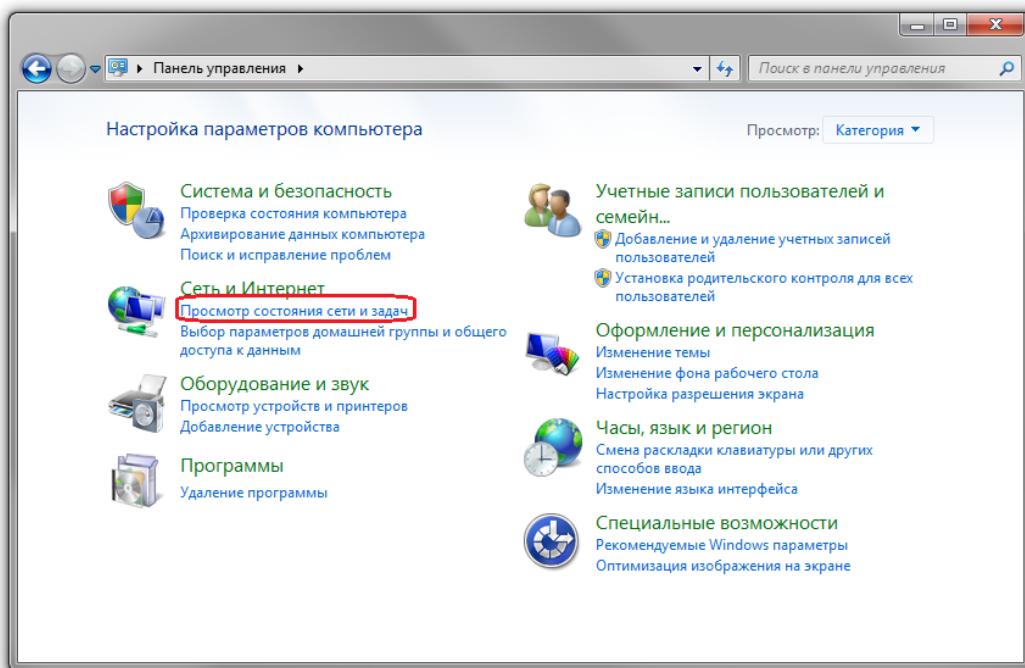 Панель управления
Поиск в панели управления
Настройка параметров компьютера
Просмотр: Категория
Система и безопасность
Проверка состояния компьютера
Архивирование данных компьютера
Поиск и исправление проблем
Сеть и Интернет
Просмотр состояния сети и задач
Выбор параметров домашней группы и общего
доступа к данным
Оборудование и звук
Просмотр устройств и принтеров
Добавление устройства
Программы
Удаление программы
Учетные записи пользователей и
семейн...
Добавление и удаление учетных записей
пользователей
Установка родительского контроля для всех
пользователей
Оформление и персонализация
Изменение темы
Изменение фона рабочего стола
Настройка разрешения экрана
Часы, язык и регион
Смена раскладки клавиатуры или других
способов ввода
Изменение языка интерфейса
Специальные возможности
Рекомендуемые Windows параметры
Оптимизация изображения на экране